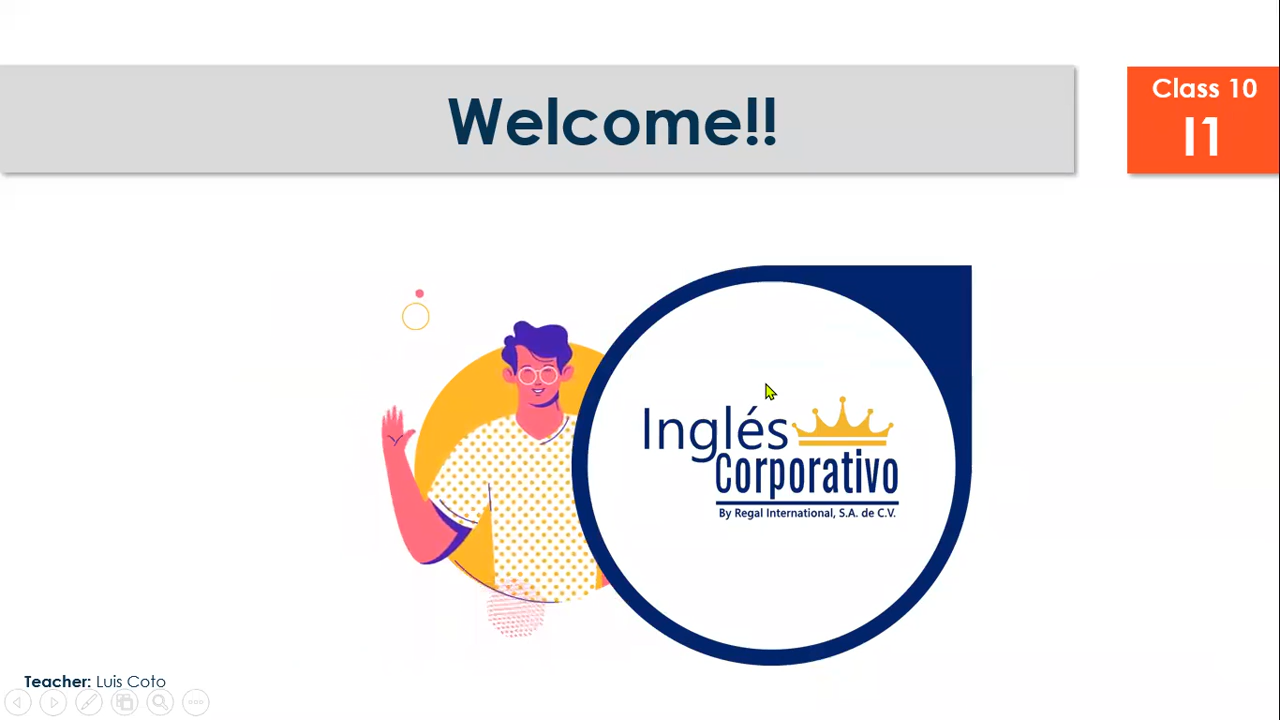 Welcome!!
Class 10
I1
Inglés
Corporativo
By Regal International, S.A. de C.V.
Teacher: Luis Coto